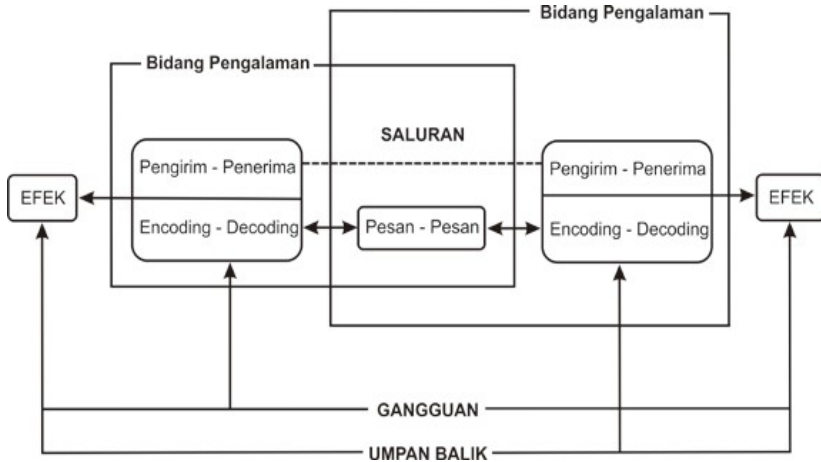 Bidang Pengalaman
Bidang Pengalaman
SALURAN
Pengirim - Penerima
Pengirim - Penerima
EFEK
EFEK
Encoding - Decoding
Pesan - Pesan
Encoding - Decoding
GANGGUAN
UMPAN BALIK